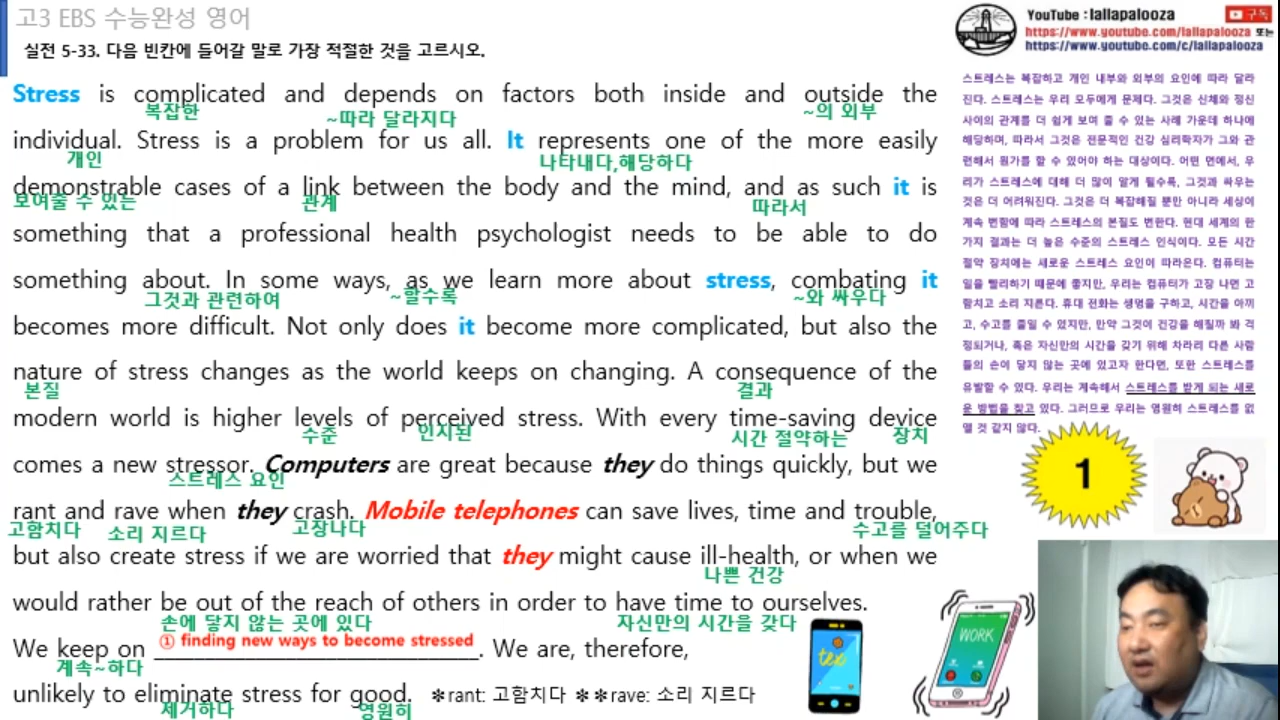 고3 EBS 수능완성 영어
실전 5-33. 다음 빈칸에 들어갈 말로 가장 적절한 것을 고르시오.
YouTube : lallapalooza
구독
https://www.youtube.com/lallapalooza 또는
https://www.youtube.com/c/lallapalooza
Stress is complicated and depends on factors both inside and outside the
복잡한 ~따라 달라지다 ~의 외부
individual. Stress is a problem for us all. It represents one of the more easily
개인 나타내다,해당하다
demonstrable cases of a link between the body and the mind, and as such it is
보여줄 수 있는 관계 따라서
something that a professional health psychologist needs to be able to do
something about. In some ways, as we learn more about stress, combating it
그것과 관련하여 ~할수록 ~와 싸우다
becomes more difficult. Not only does it become more complicated, but also the
nature of stress changes as the world keeps on changing. A consequence of the
본질 결과
modern world is higher levels of perceived stress. With every time-saving device
수준 인지된 시간 절약하는 장치
comes a new stressor. Computers are great because they do things quickly, but we
스트레스 요인
rant and rave when they crash. Mobile telephones can save lives, time and trouble,
고함치다 소리 지르다 고장나다 수고를 덜어주다
but also create stress if we are worried that they might cause ill-health, or when we
나쁜 건강
would rather be out of the reach of others in order to have time to ourselves.
손에 닿지 않는 곳에 있다 자신만의 시간을 갖다
We keep on ① finding new ways to become stressed. We are, therefore,
계속~하다
unlikely to eliminate stress for good. ✻rant: 고함치다 ✻✻rave: 소리 지르다
제거하다 영원히
스트레스는 복잡하고 개인 내부와 외부의 요인에 따라 달라
진다. 스트레스는 우리 모두에게 문제다. 그것은 신체와 정신
사이의 관계를 더 쉽게 보여 줄 수 있는 사례 가운데 하나에
해당하며, 따라서 그것은 전문적인 건강 심리학자가 그와 관
련해서 뭔가를 할 수 있어야 하는 대상이다. 어떤 면에서, 우
리가 스트레스에 대해 더 많이 알게 될수록, 그것과 싸우는
것은 더 어려워진다. 그것은 더 복잡해질 뿐만 아니라 세상이
계속 변함에 따라 스트레스의 본질도 변한다. 현대 세계의 한
가지 결과는 더 높은 수준의 스트레스 인식이다. 모든 시간
절약 장치에는 새로운 스트레스 요인이 따라온다. 컴퓨터는
일을 빨리하기 때문에 좋지만, 우리는 컴퓨터가 고장 나면 고
함치고 소리 지른다. 휴대 전화는 생명을 구하고, 시간을 아끼
고, 수고를 줄일 수 있지만, 만약 그것이 건강을 해칠까 봐 걱
정되거나, 혹은 자신만의 시간을 갖기 위해 차라리 다른 사람
들의 손이 닿지 않는 곳에 있고자 한다면, 또한 스트레스를
유발할 수 있다. 우리는 계속해서 스트레스를 받게 되는 새로
운 방법을 찾고 있다. 그러므로 우리는 영원히 스트레스를 없
앨 것 같지 않다.
1
text
WORK